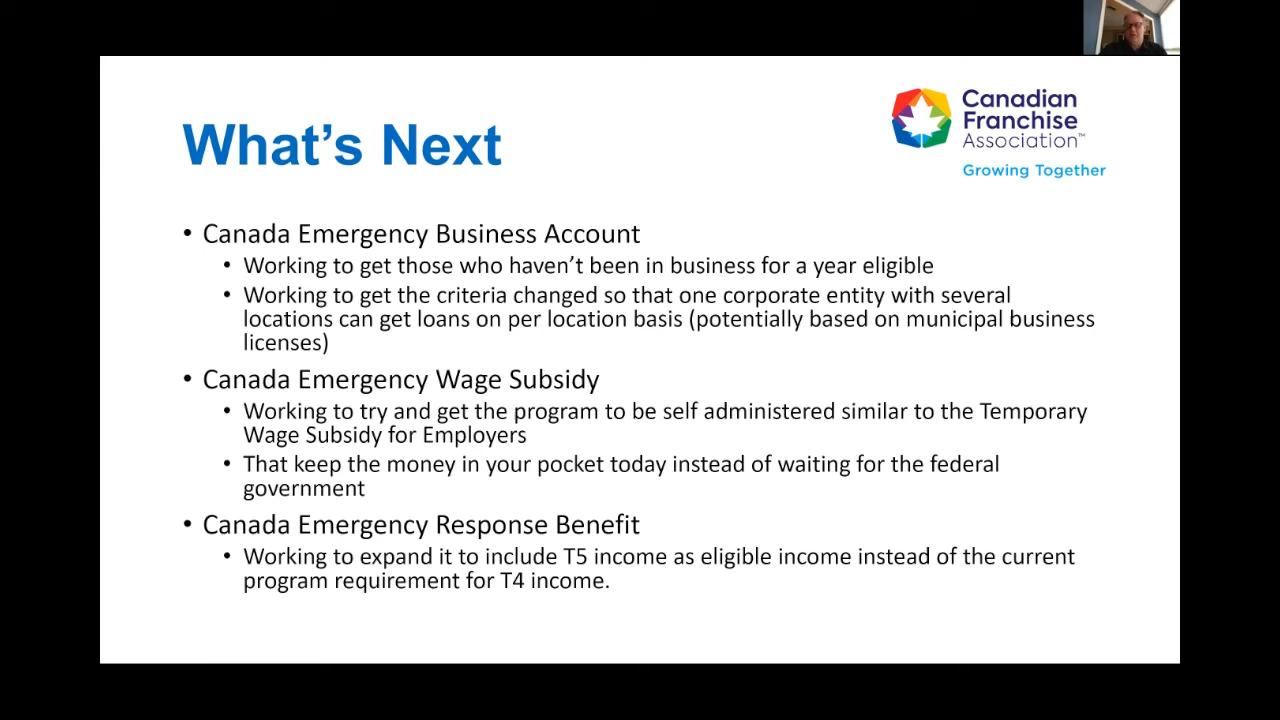 What's Next
Canadian
Franchise
Association™
Growing Together
• Canada Emergency Business Account
• Working to get those who haven't been in business for a year eligible
• Working to get the criteria changed so that one corporate entity with several
locations can get loans on per location basis (potentially based on municipal business
licenses)
• Canada Emergency Wage Subsidy
• Working to try and get the program to be self administered similar to the Temporary
Wage Subsidy for Employers
• That keep the money in your pocket today instead of waiting for the federal
government
• Canada Emergency Response Benefit
• Working to expand it to include T5 income as eligible income instead of the current
program requirement for T4 income.